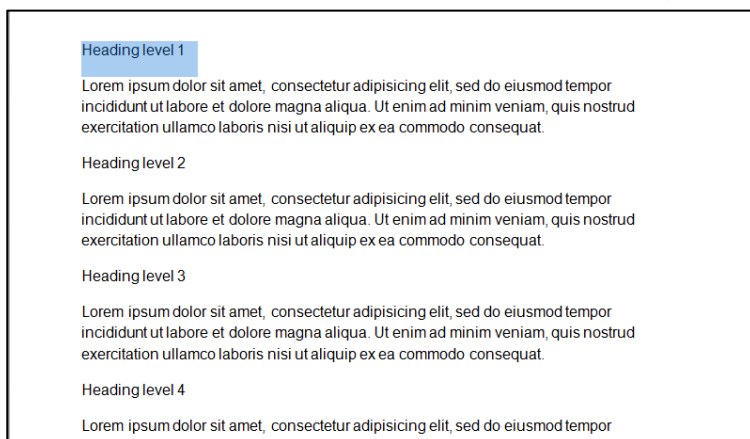 Heading level 1
Lorem ipsum dolor sit amet, consectetur adipisicing elit, sed do eiusmod tempor
incididunt ut labore et dolore magna aliqua. Ut enim ad minim veniam, quis nostrud
exercitation ullamco laboris nisi ut aliquip ex ea commodo consequat.
Heading level 2
Lorem ipsum dolor sit amet, consectetur adipisicing elit, sed do eiusmod tempor
incididunt ut labore et dolore magna aliqua. Ut enim ad minim veniam, quis nostrud
exercitation ullamco laboris nisi ut aliquip ex ea commodo consequat.
Heading level 3
Lorem ipsum dolor sit amet, consectetur adipisicing elit, sed do eiusmod tempor
incididunt ut labore et dolore magna aliqua. Ut enim ad minim veniam, quis nostrud
exercitation ullamco laboris nisi ut aliquip ex ea commodo consequat.
Heading level 4
Lorem ipsum dolor sit amet, consectetur adipisicing elit, sed do eiusmod tempor